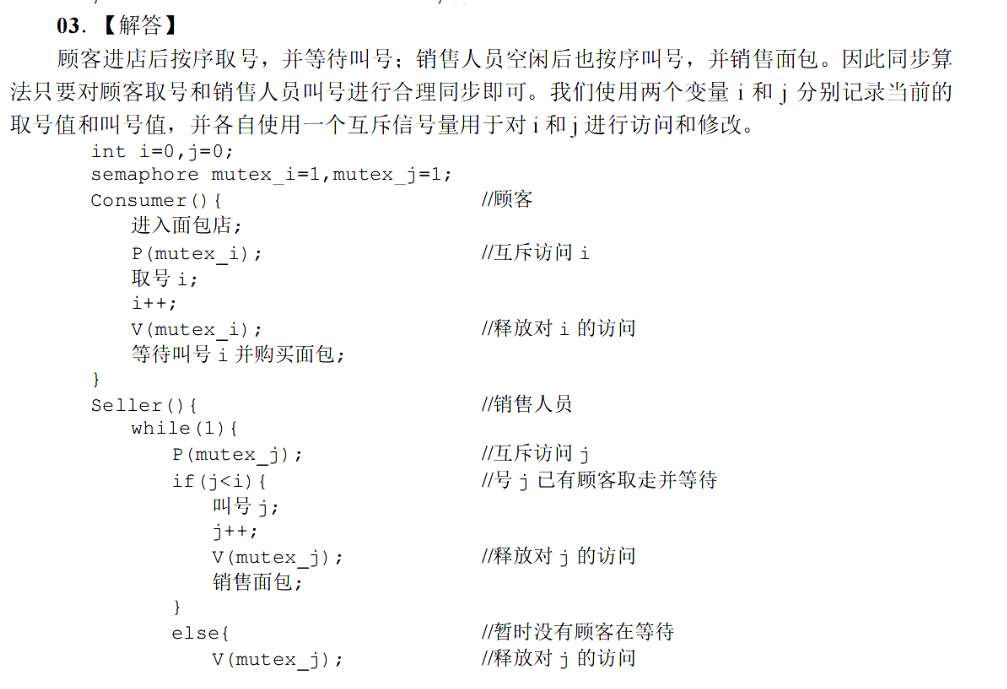 03. 【解答】
顾客进店后按序取号，并等待叫号；销售人员空闲后也按序叫号，并销售面包。因此同步算
法只要对顾客取号和销售人员叫号进行合理同步即可。我们使用两个变量 i 和 j 分别记录当前的
取号值和叫号值，并各自使用一个互斥信号量用于对 i 和 j 进行访问和修改。
int i=0,j=0;
semaphore mutex_i=1,mutex_j=1;
Consumer(){ //顾客
进入面包店;
P(mutex_i); //互斥访问 i
取号 i;
i++;
V(mutex_i); //释放对 i 的访问
等待叫号 i 并购买面包;
}
Seller(){ //销售人员
while(1){
P(mutex_j); //互斥访问 j
if(j<i){ //号 j 已有顾客取走并等待
叫号 j;
j++;
V(mutex_j); //释放对 j 的访问
销售面包;
}
else{ //暂时没有顾客在等待
V(mutex_j); //释放对 j 的访问